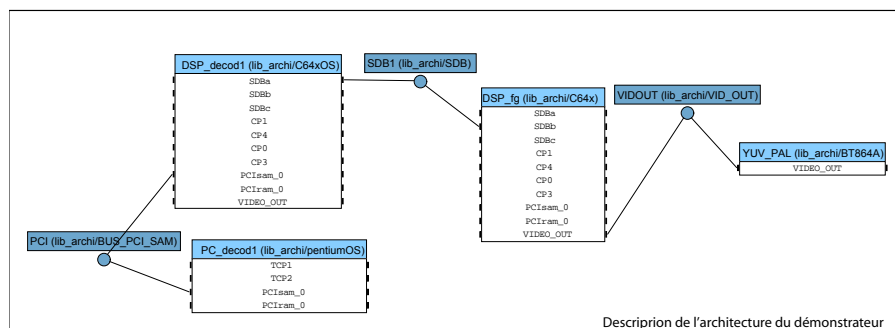 DSP_decod1 (lib_archi/C64xOS)
SDBa
SDBb
SDBc
CP1
CP4
CP0
CP3
PCIsam_0
PCIram_0
VIDEO_OUT
SDB1 (lib_archi/SDB)
DSP_fg (lib_archi/C64x)
SDBa
SDBb
SDBc
CP1
CP4
CP0
CP3
PCIsam_0
PCIram_0
VIDEO_OUT
VIDOUT (lib_archi/VID_OUT)
YUV_PAL (lib_archi/BT864A)
VIDEO_OUT
PCI (lib_archi/BUS_PCI_SAM)
PC_decod1 (lib_archi/pentiumOS)
TCP1
TCP2
PCIsam_0
PCIram_0
Descriprion de l'architecture du démonstrateur